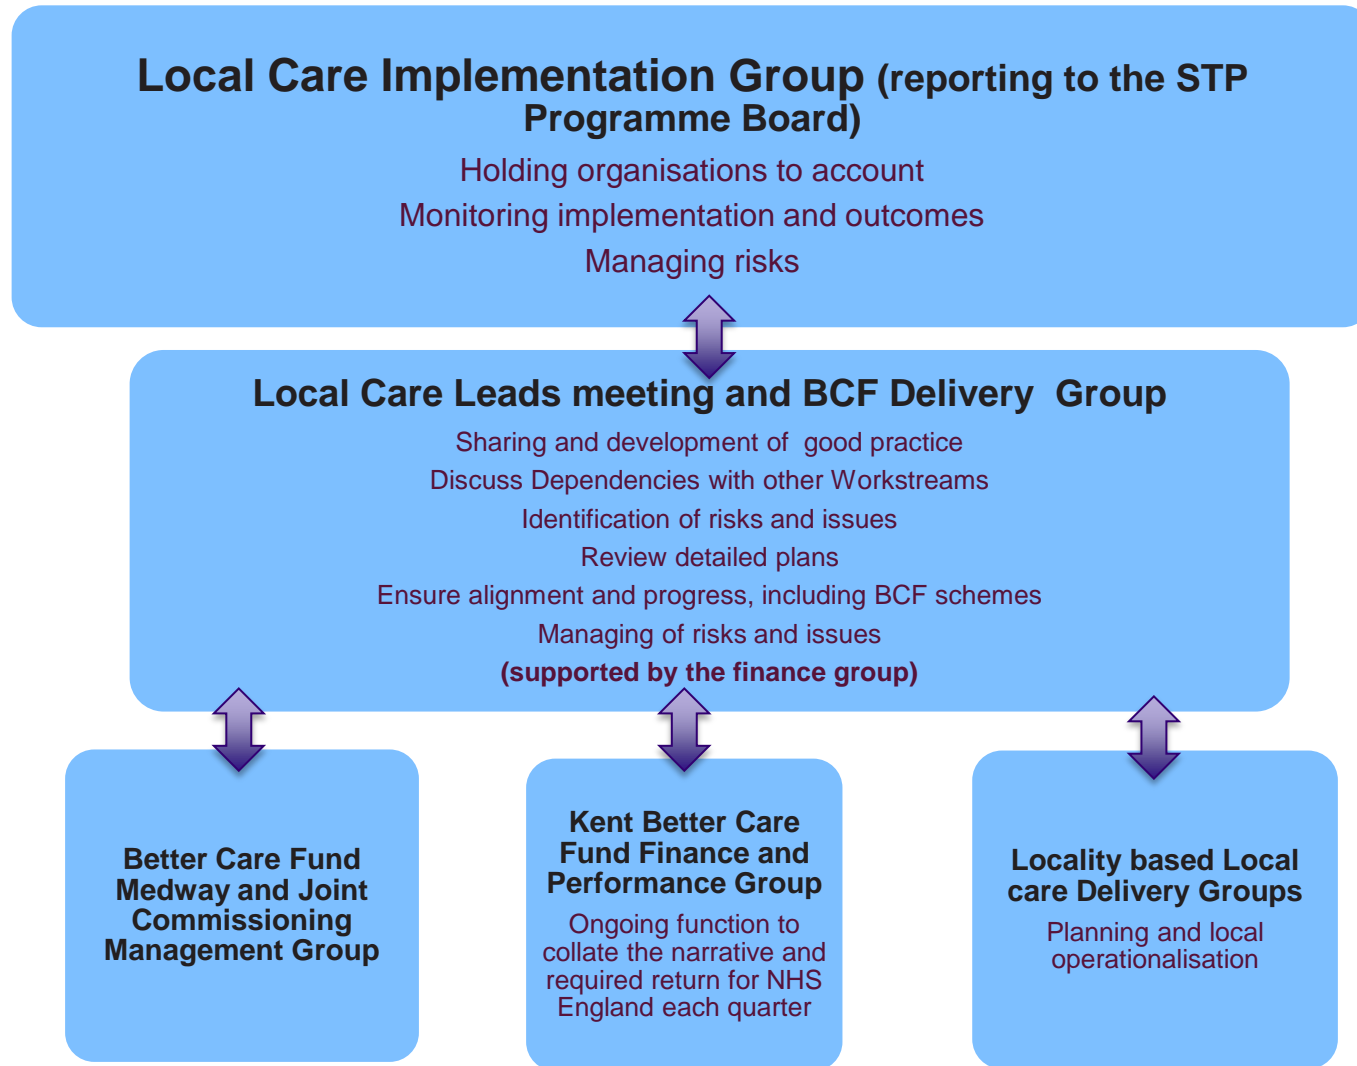 Local Care Implementation Group (reporting to the STP
Programme Board)
Holding organisations to account
Monitoring implementation and outcomes
Managing risks
Local Care Leads meeting and BCF Delivery  Group
Sharing and development of  good practice
Discuss Dependencies with other Workstreams
Identification of risks and issues
Review detailed plans
Ensure alignment and progress, including BCF schemes
Managing of risks and issues
(supported by the finance group)
Better Care Fund
Medway and Joint
Commissioning
Management Group
Kent Better Care
Fund Finance and
Performance Group
Ongoing function to
collate the narrative and
required return for NHS
England each quarter
Locality based Local
care Delivery Groups
Planning and local
operationalisation